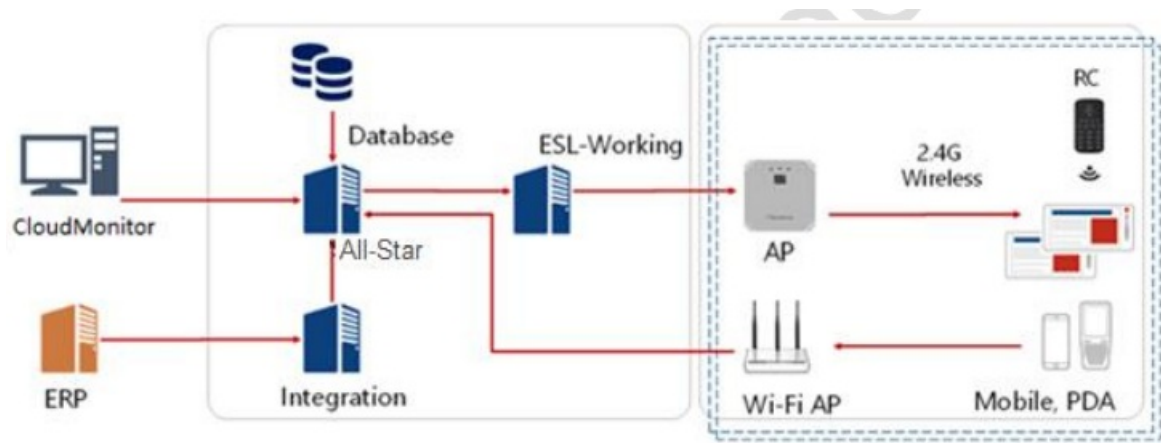 RC
Database
ESL-Working
2.4G
Wireless
CloudMonitor
All-Star
AP
ERP
Integration
Wi-Fi AP
Mobile, PDA